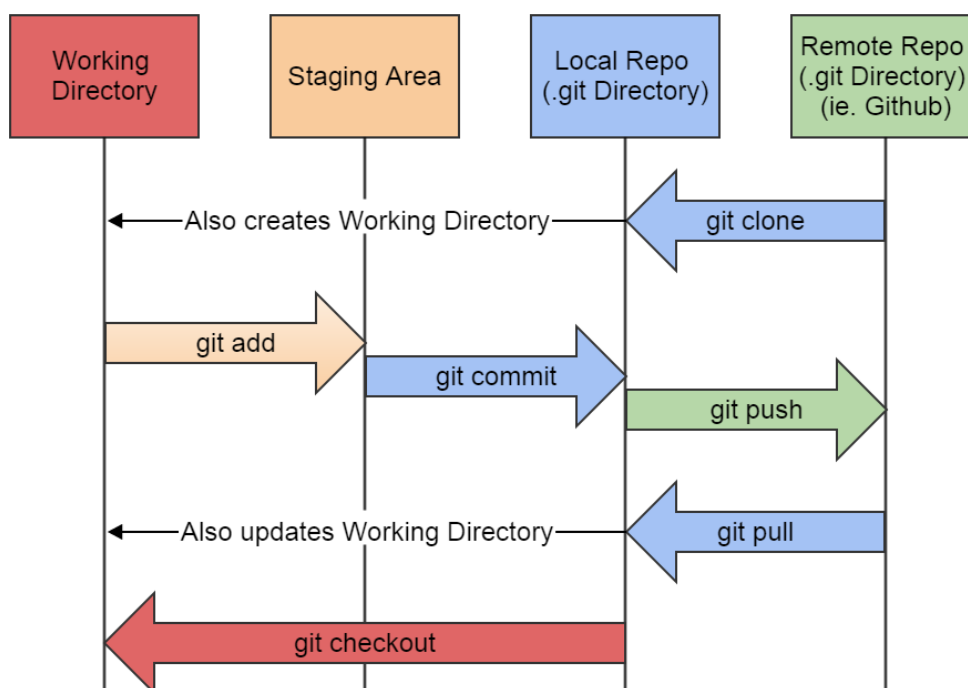 Working
Directory
Staging Area
Local Repo
(.git Directory)
Remote Repo
(.git Directory)
(ie. Github)
Also creates Working Directory
git clone
git add
git commit
git push
Also updates Working Directory
git pull
git checkout